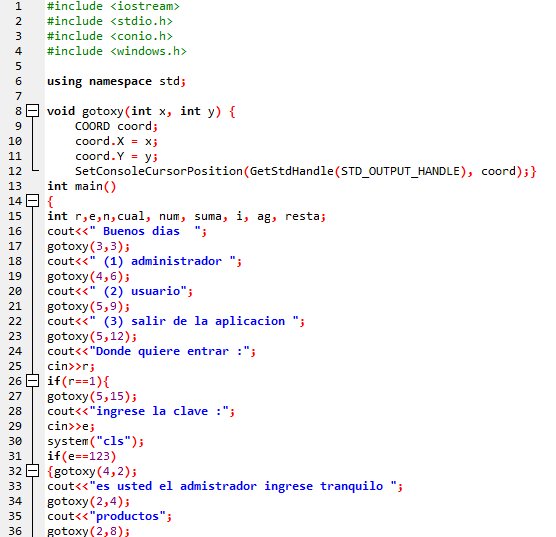 1 #include <iostream>
2 #include <stdio.h>
3 #include <conio.h>
4 #include <windows.h>
5
6 using namespace std;
7
8 void gotoxy(int x, int y) {
9 COORD coord;
10 coord.X = x;
11 coord.Y = y;
12 SetConsoleCursorPosition(GetStdHandle(STD_OUTPUT_HANDLE), coord);}
13 int main()
14 {
15 int r,e,n,cual, num, suma, i, ag, resta;
16 cout<<" Buenos dias  ";
17 gotoxy(3,3);
18 cout<<" (1) administrador ";
19 gotoxy(4,6);
20 cout<<" (2) usuario";
21 gotoxy(5,9);
22 cout<<" (3) salir de la aplicacion ";
23 gotoxy(5,12);
24 cout<<"Donde quiere entrar :";
25 cin>>r;
26 if(r==1){
27 gotoxy(5,15);
28 cout<<"ingrese la clave :";
29 cin>>e;
30 system("cls");
31 if(e==123)
32 {gotoxy(4,2);
33 cout<<"es usted el admistrador ingrese tranquilo ";
34 gotoxy(2,4);
35 cout<<"productos";
36 gotoxy(2,8);